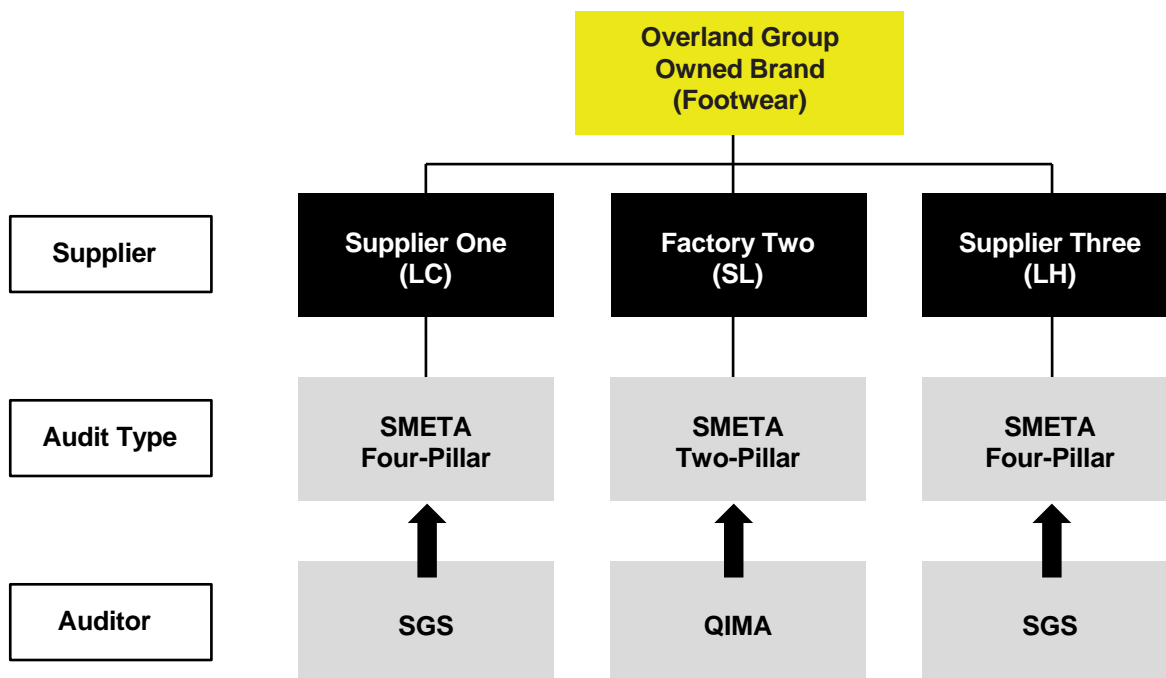 Overland Group
Owned Brand
(Footwear)
Supplier
Supplier One
(LC)
Factory Two
(SL)
Supplier Three
(LH)
Audit Type
SMETA
Four-Pillar
SMETA
Two-Pillar
SMETA
Four-Pillar
Auditor
SGS
QIMA
SGS